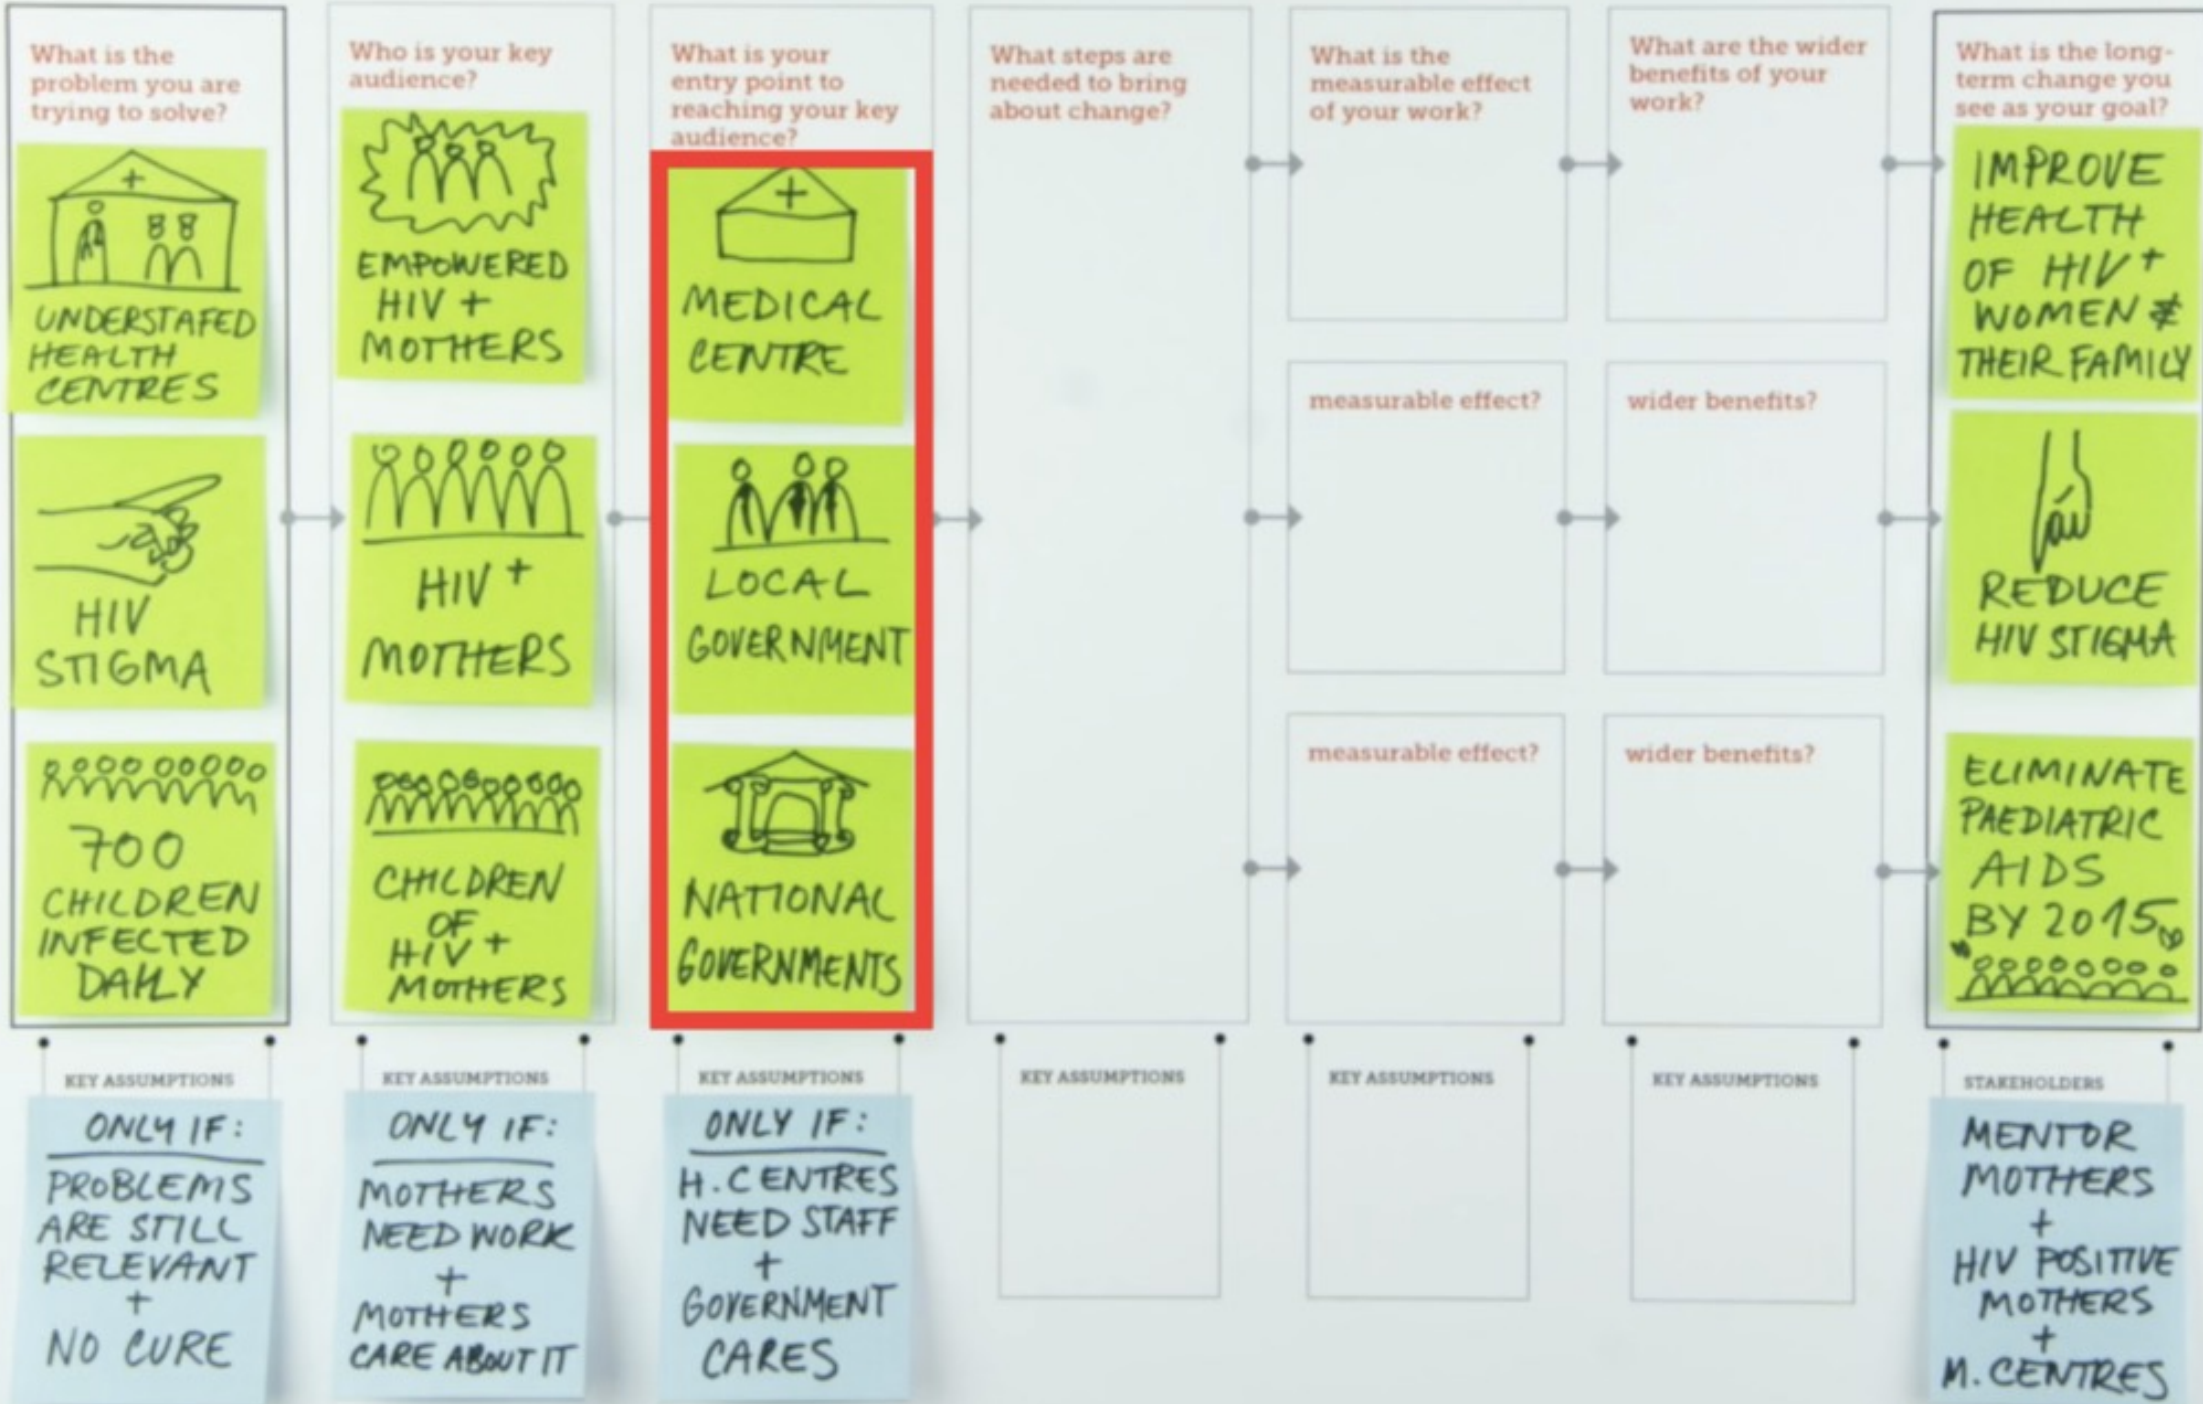 What is the
problem you are
trying to solve?
UNDERSTAFED
HEALTH
CENTRES
HIV
STIGMA
700
CHILDREN
INFECTED
DAILY
KEY ASSUMPTIONS
ONLY IF:
PROBLEMS
ARE STILL
RELEVANT
+
NO CURE
Who is your key
audience?
EMPOWERED
HIV +
MOTHERS
HIV +
MOTHERS
CHILDREN
OF
HIV +
MOTHERS
KEY ASSUMPTIONS
ONLY IF:
MOTHERS
NEED WORK
+
MOTHERS
CARE ABOUT IT
What is your
entry point to
reaching your key
audience?
MEDICAL
CENTRE
LOCAL
GOVERNMENT
NATIONAL
GOVERNMENTS
KEY ASSUMPTIONS
ONLY IF:
H. CENTRES
NEED STAFF
+
GOVERNMENT
CARES
What steps are
needed to bring
about change?
KEY ASSUMPTIONS
What is the
measurable effect
of your work?
measurable effect?
measurable effect?
KEY ASSUMPTIONS
What are the wider
benefits of your
work?
wider benefits?
wider benefits?
KEY ASSUMPTIONS
What is the long-
term change you
see as your goal?
IMPROVE
HEALTH
OF HIV +
WOMEN &
THEIR FAMILY
REDUCE
HIV STIGMA
ELIMINATE
PAEDIATRIC
AIDS
BY 2015
STAKEHOLDERS
MENTOR
MOTHERS
+
HIV POSITIVE
MOTHERS
+
M. CENTRES